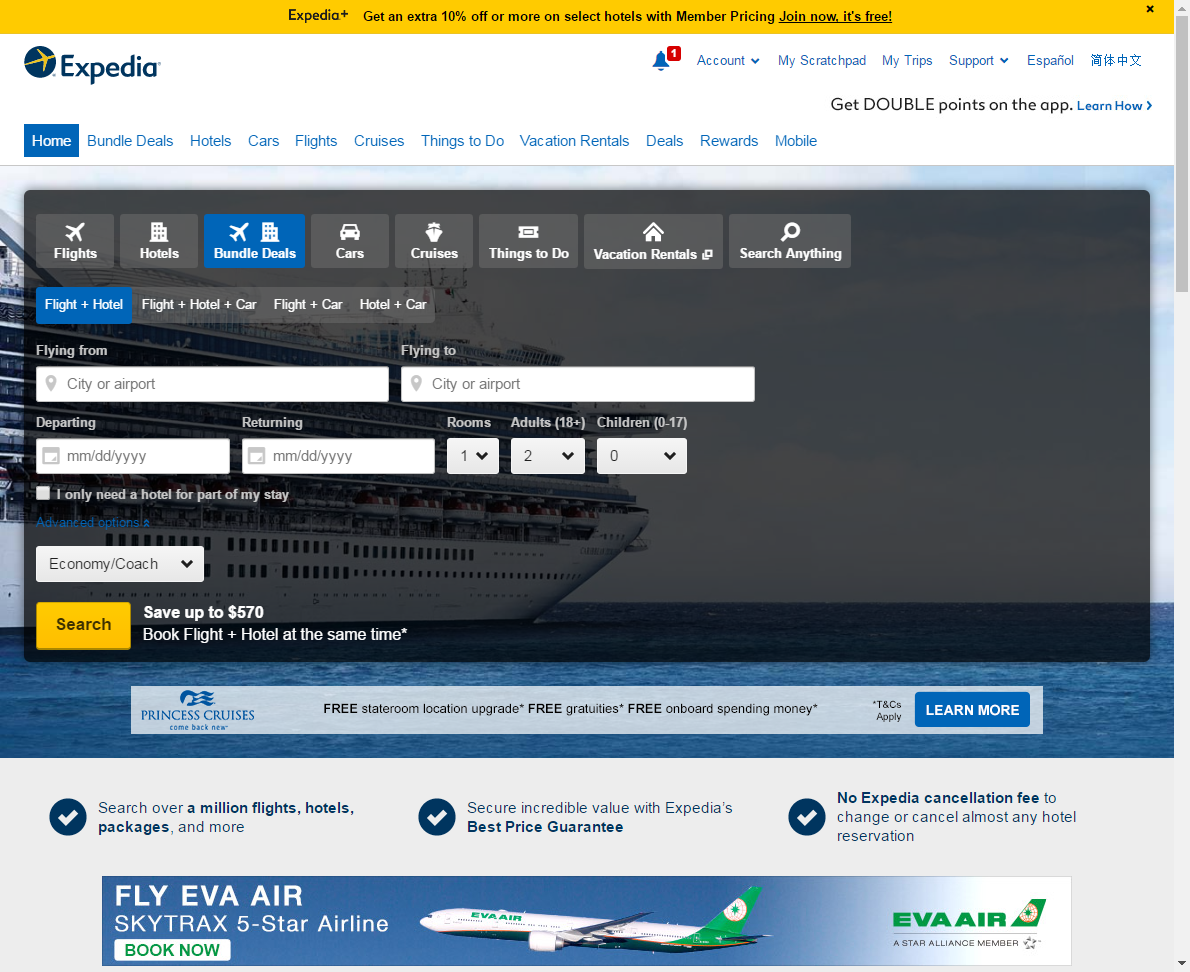 Expedia+ Get an extra 10% off or more on select hotels with Member Pricing Join now, it's free!
Expedia
1 Account My Scratchpad My Trips Support Español 简体中文
Get DOUBLE points on the app. Learn How
Home Bundle Deals Hotels Cars Flights Cruises Things to Do Vacation Rentals Deals Rewards Mobile
Flights Hotels Bundle Deals Cars Cruises Things to Do Vacation Rentals Search Anything
Flight + Hotel Flight + Hotel + Car Flight + Car Hotel + Car
Flying from Flying to
City or airport City or airport
Departing Returning Rooms Adults (18+) Children (0-17)
mm/dd/yyyy mm/dd/yyyy 1 2 0
I only need a hotel for part of my stay
Advanced options
Economy/Coach
Search
Save up to $570
Book Flight + Hotel at the same time*
PRINCESS CRUISES
come back new
FREE stateroom location upgrade* FREE gratuities* FREE onboard spending money*
*T&Cs
Apply
LEARN MORE
Search over a million flights, hotels,
packages, and more
Secure incredible value with Expedia's
Best Price Guarantee
No Expedia cancellation fee to
change or cancel almost any hotel
reservation
FLY EVA AIR
SKYTRAX 5-Star Airline
BOOK NOW
EVA AIR
EVA AIR
A STAR ALLIANCE MEMBER